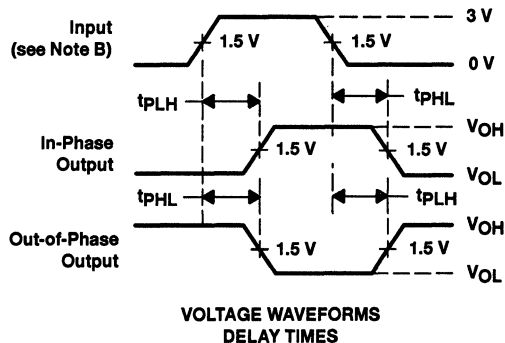 Input
(see Note B)
1.5 V
1.5 V
3 V
0 V
tPLH
tPHL
In-Phase
Output
1.5 V
1.5 V
VOH
VOL
tPHL
tPLH
Out-of-Phase
Output
1.5 V
1.5 V
VOH
VOL
VOLTAGE WAVEFORMS
DELAY TIMES